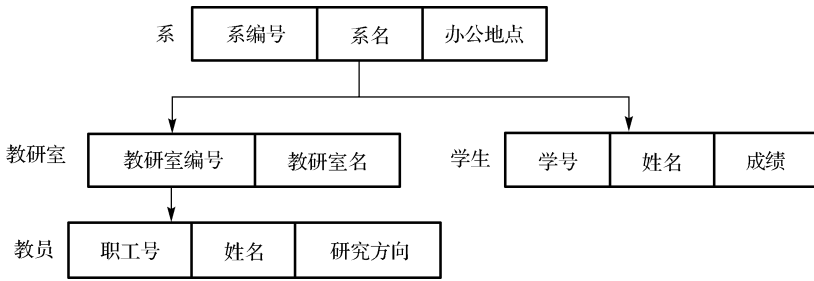 系 系编号 系名 办公地点
教研室 教研室编号 教研室名 学生 学号 姓名 成绩
教员 职工号 姓名 研究方向